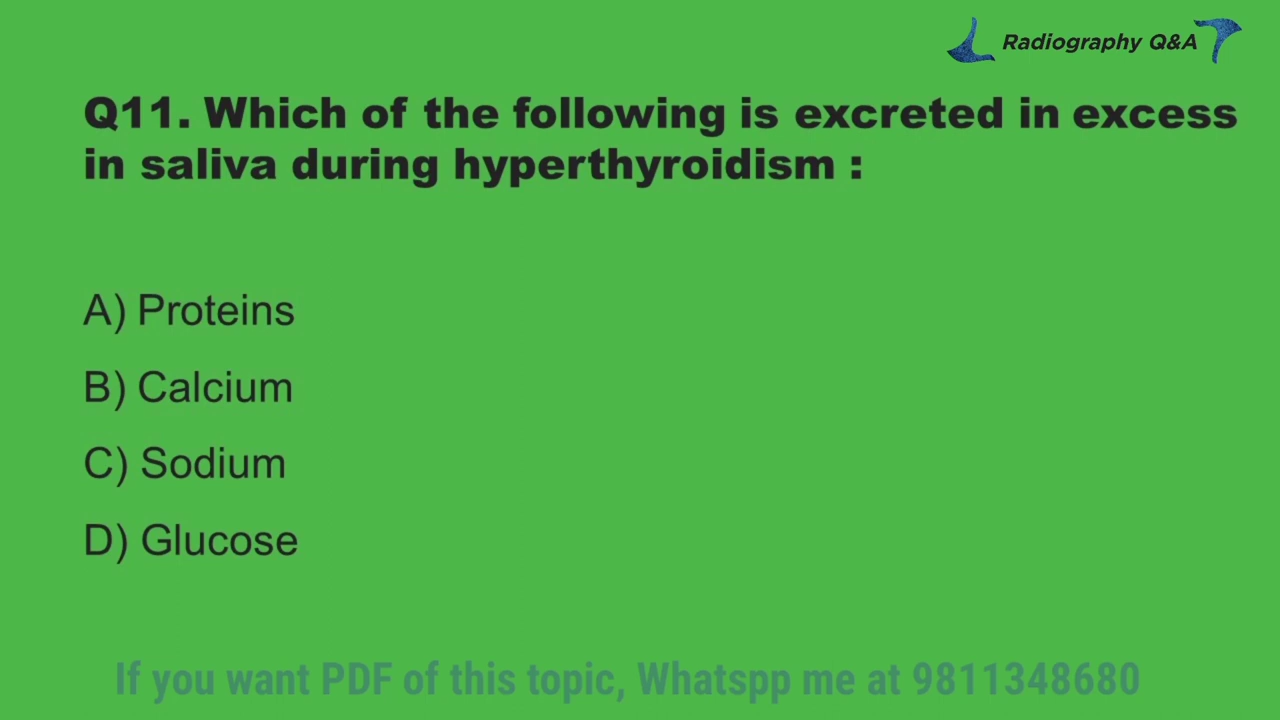 Radiography Q&A
Q11. Which of the following is excreted in excess
in saliva during hyperthyroidism :
A) Proteins
B) Calcium
C) Sodium
D) Glucose
If you want PDF of this topic, Whatspp me at 9811348680